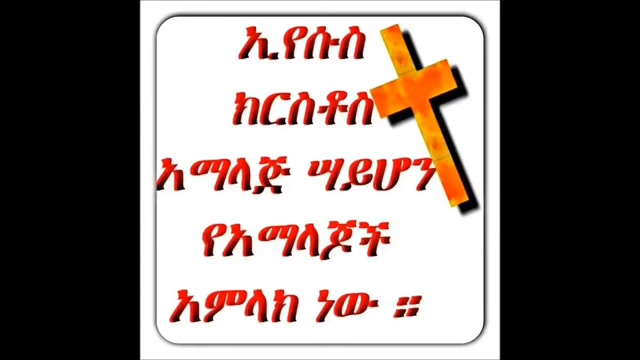 ኢየሱስ
ክርስቶስ
አማላጅ ሣይሆን
የአማላጆች
አምላክ ነው ።